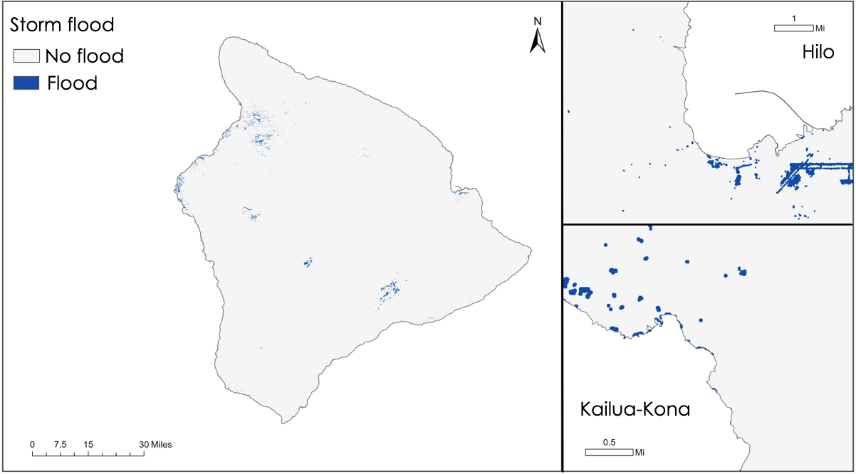 Storm flood
No flood
Flood
N
0 7.5 15 30 Miles
1
Mi
Hilo
Kailua-Kona
0.5
Mi